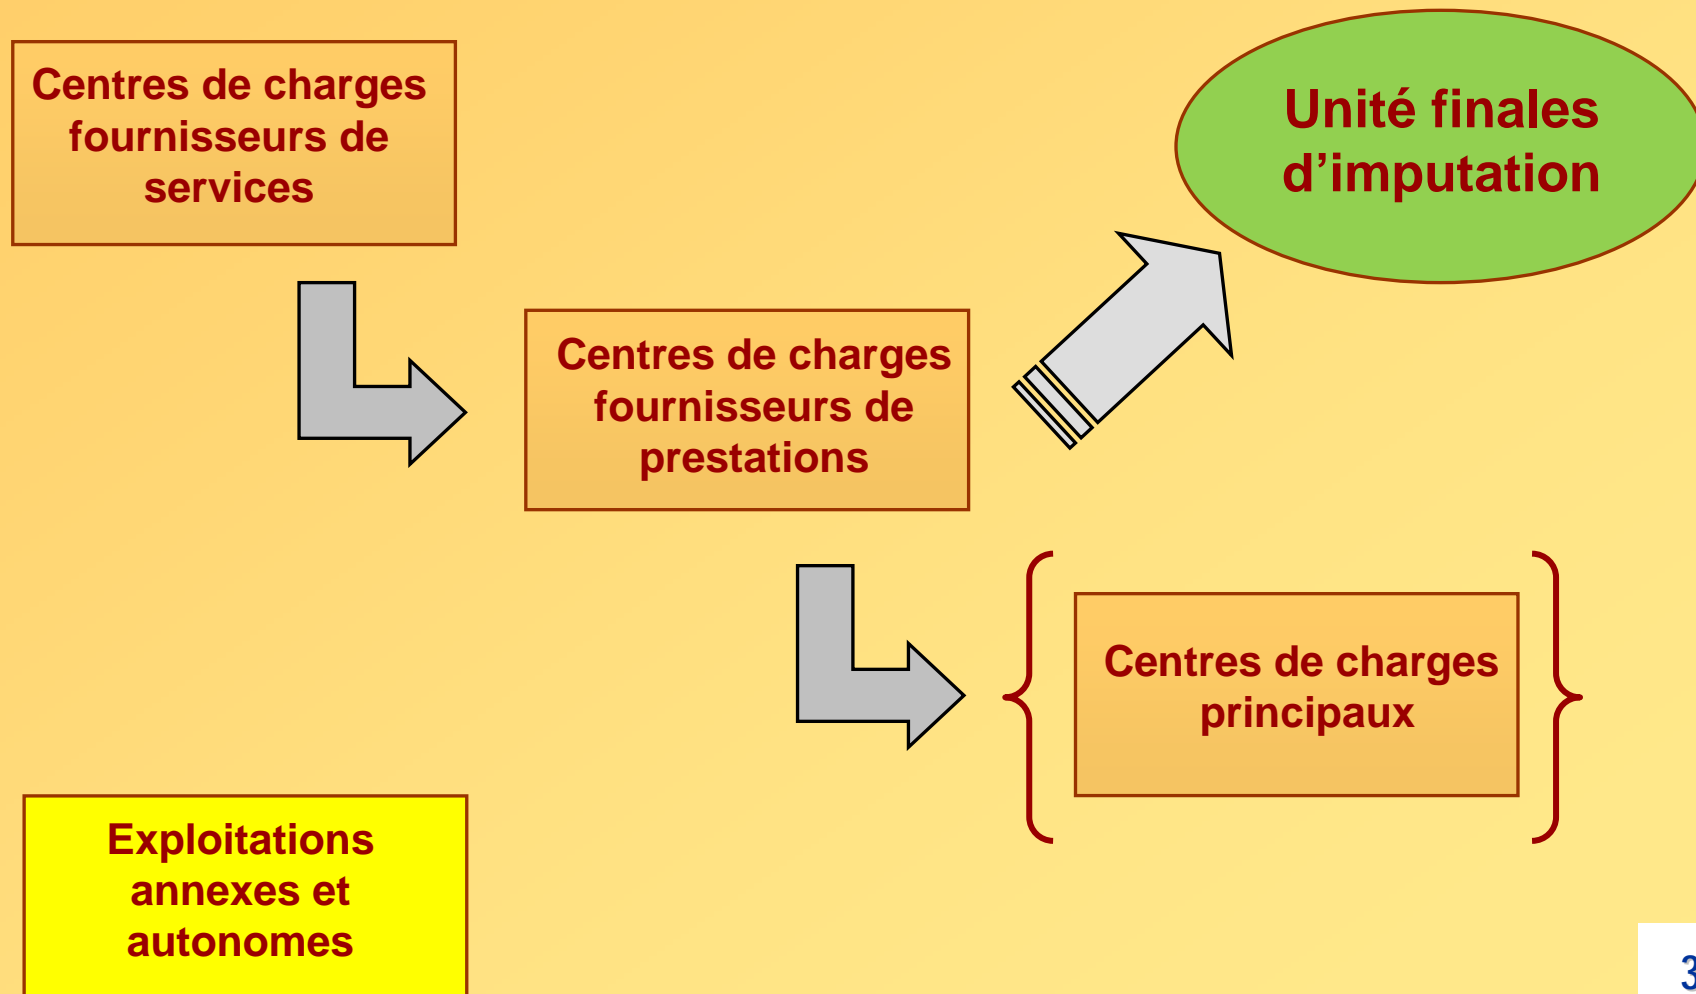 Centres de charges
fournisseurs de
services
Unité finales
d’imputation
Centres de charges
fournisseurs de
prestations
Centres de charges
principaux
Exploitations
annexes et
autonomes
3